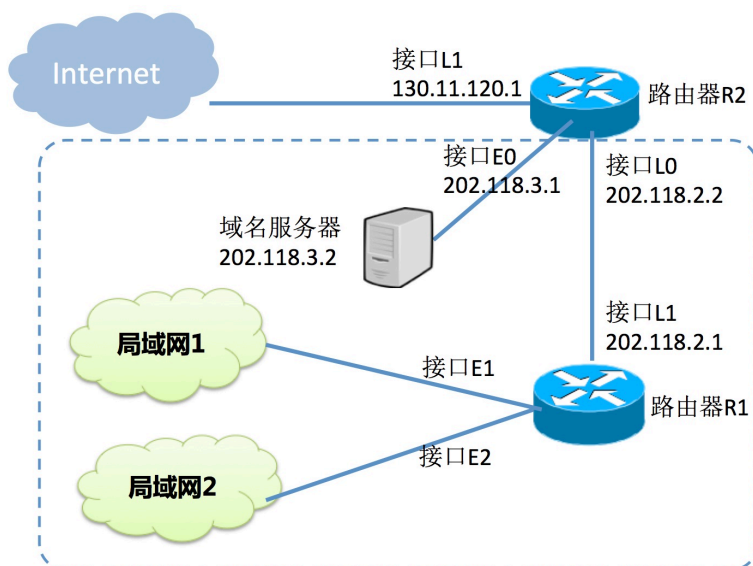 Internet
接口L1
130.11.120.1
路由器R2
接口E0
202.118.3.1
接口L0
202.118.2.2
域名服务器
202.118.3.2
接口L1
202.118.2.1
局域网1
接口E1
路由器R1
接口E2
局域网2